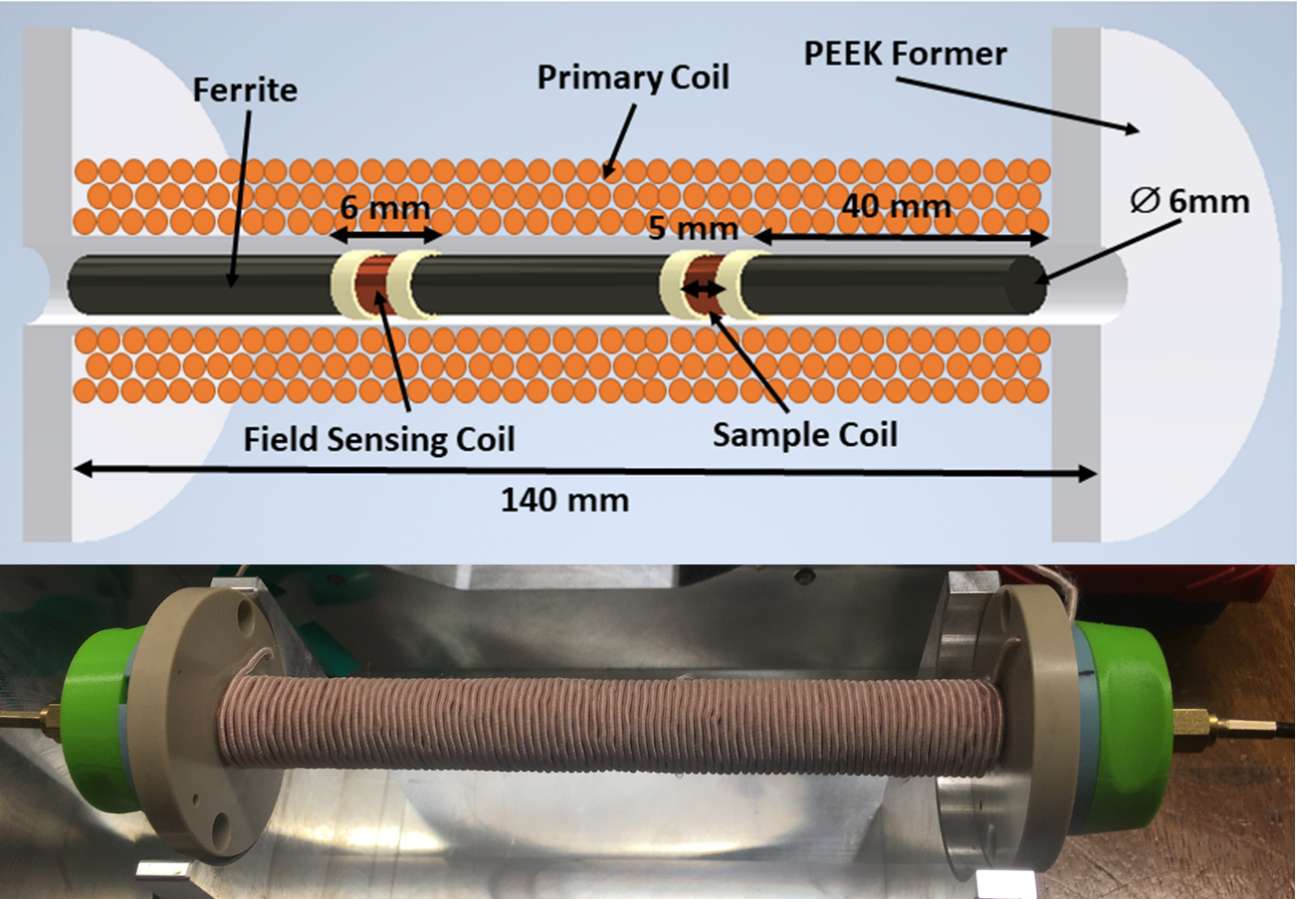 PEEK Former
Primary Coil
Ferrite
Ø 6mm
6 mm
40 mm
5 mm
Field Sensing Coil
Sample Coil
140 mm